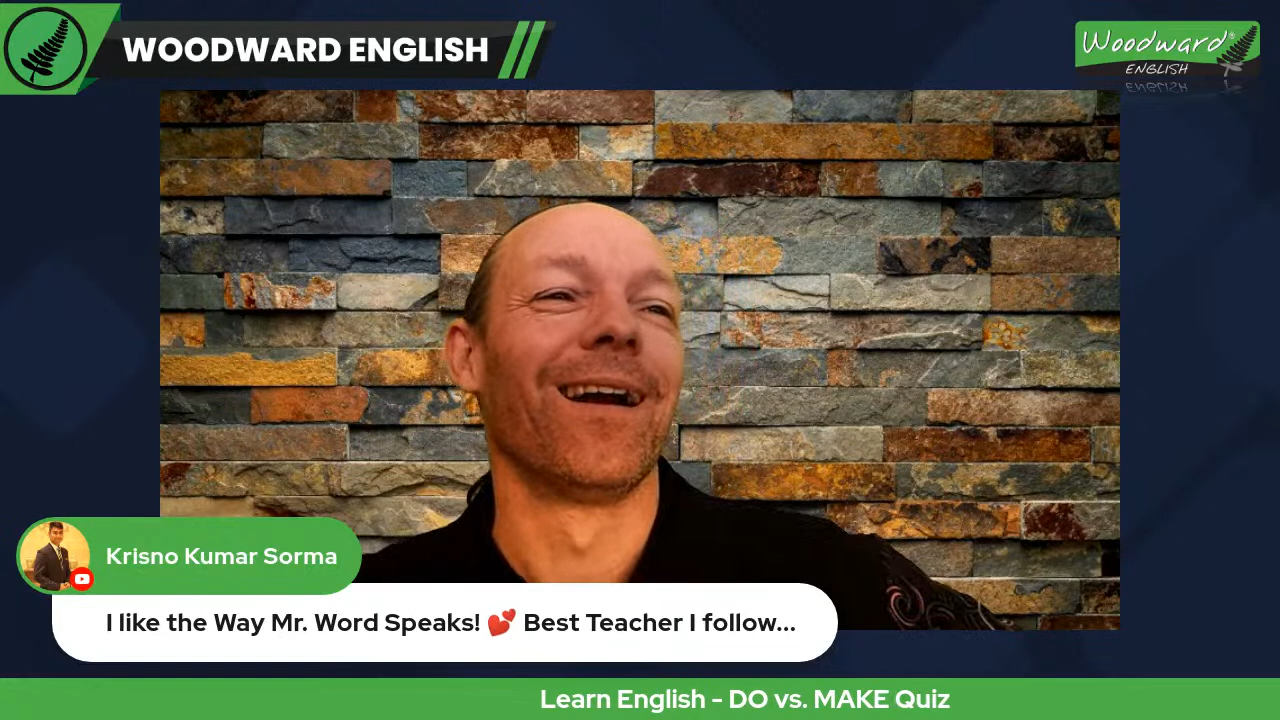 WOODWARD ENGLISH
Woodward®
ENGLISH
Krisno Kumar Sorma
I like the Way Mr. Word Speaks! 💕 Best Teacher I follow...
Learn English - DO vs. MAKE Quiz